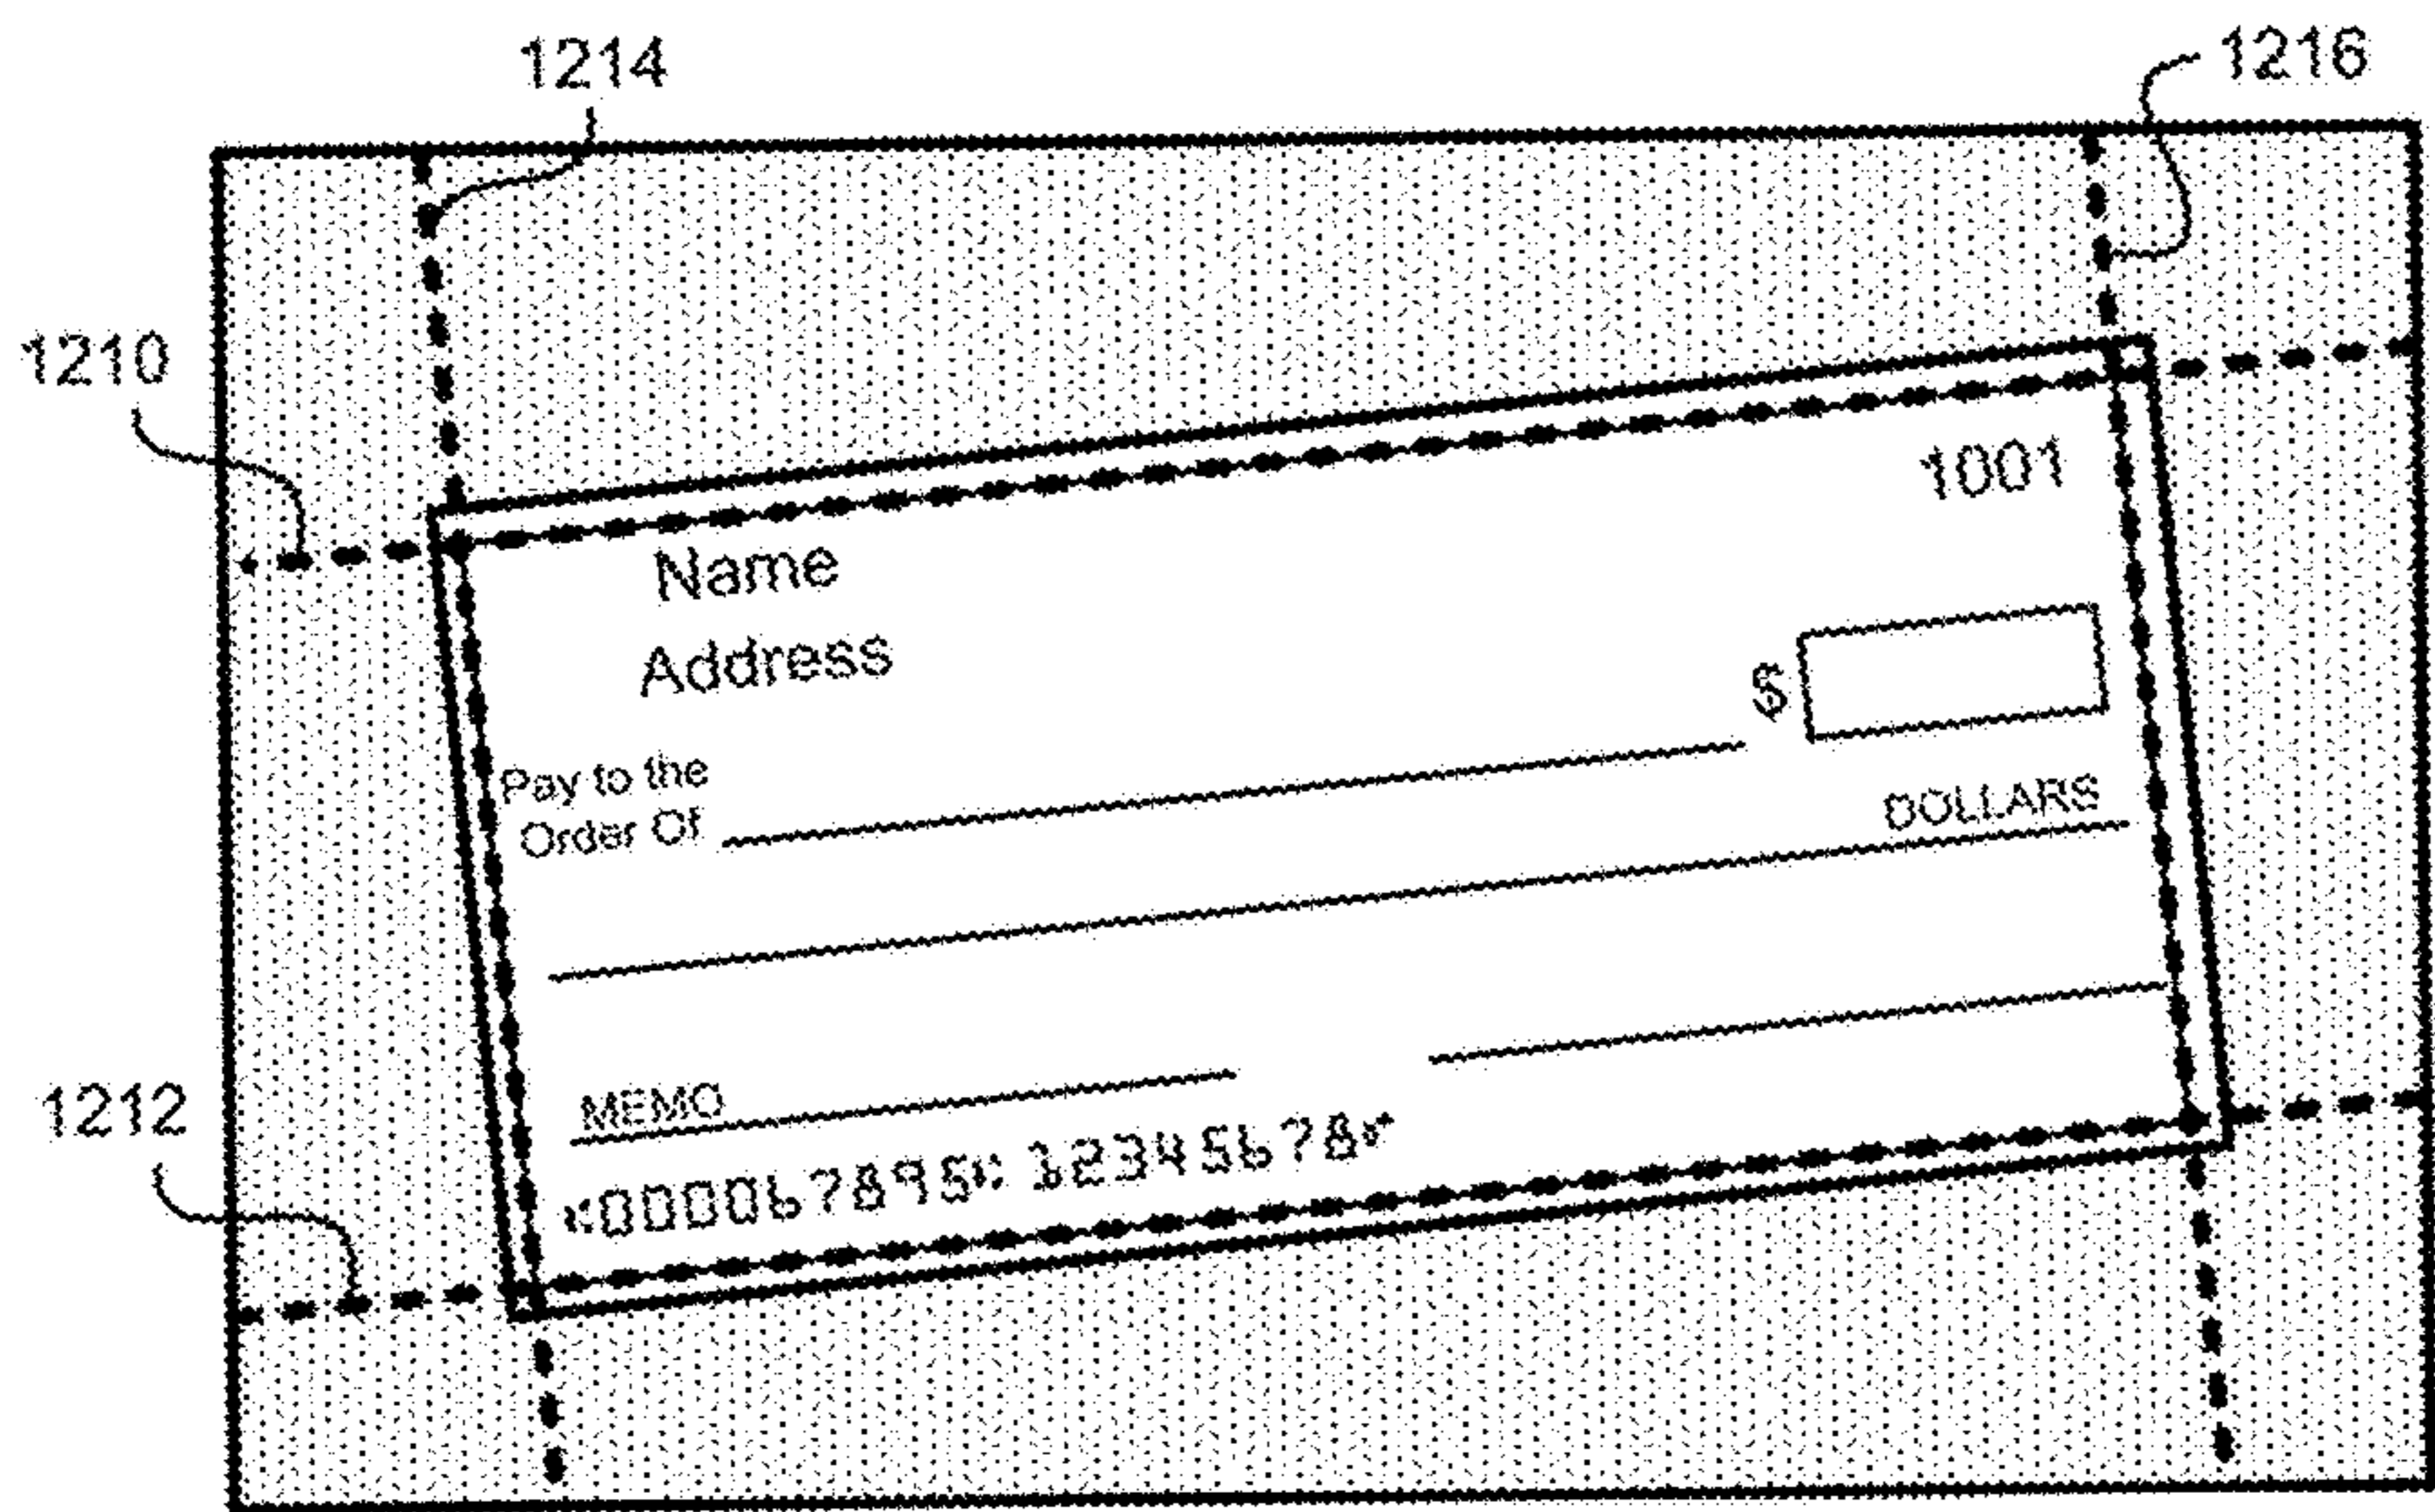 1214
1216
1210
1001
Name
Address
$
Pay to the
Order Of
DOLLARS
1212
MEMO
⑆000067895⑆ 12345678⑈